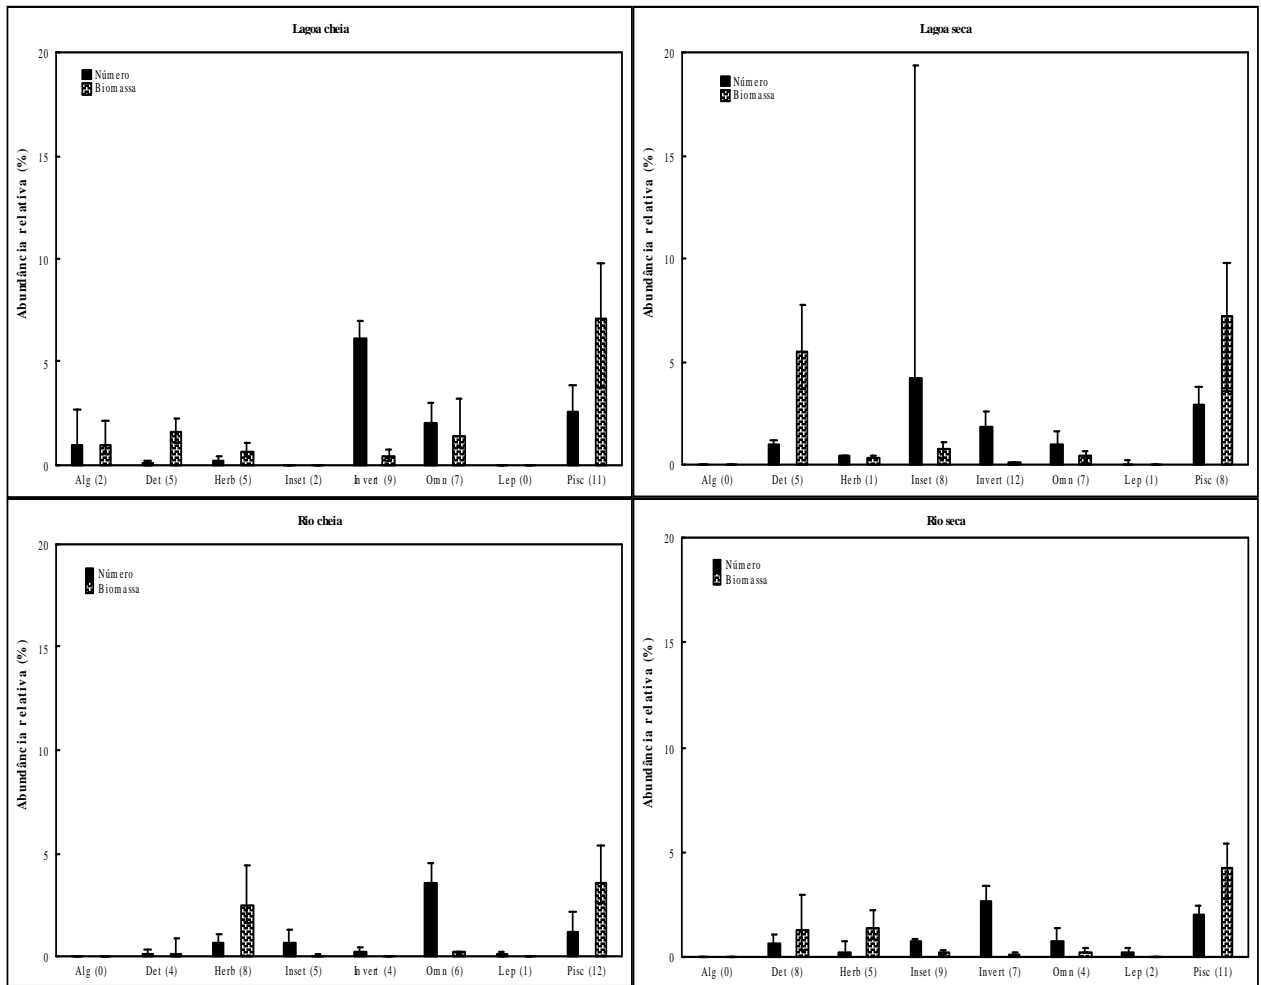 Lagoa cheia
20
Número
Biomassa
15
10
5
0
Abundância relativa (%)
Alg (2) Det (5) Herb (5) Inset (2) Invert (9) Omn (7) Lep (0) Pisc (11)
Lagoa seca
20
Número
Biomassa
15
10
5
0
Abundância relativa (%)
Alg (0) Det (5) Herb (1) Inset (8) Invert (12) Omn (7) Lep (1) Pisc (8)
Rio cheia
20
Número
Biomassa
15
10
5
0
Abundância relativa (%)
Alg (0) Det (4) Herb (8) Inset (5) Invert (4) Omn (6) Lep (1) Pisc (12)
Rio seca
20
Número
Biomassa
15
10
5
0
Abundância relativa (%)
Alg (0) Det (8) Herb (5) Inset (9) Invert (7) Omn (4) Lep (2) Pisc (11)